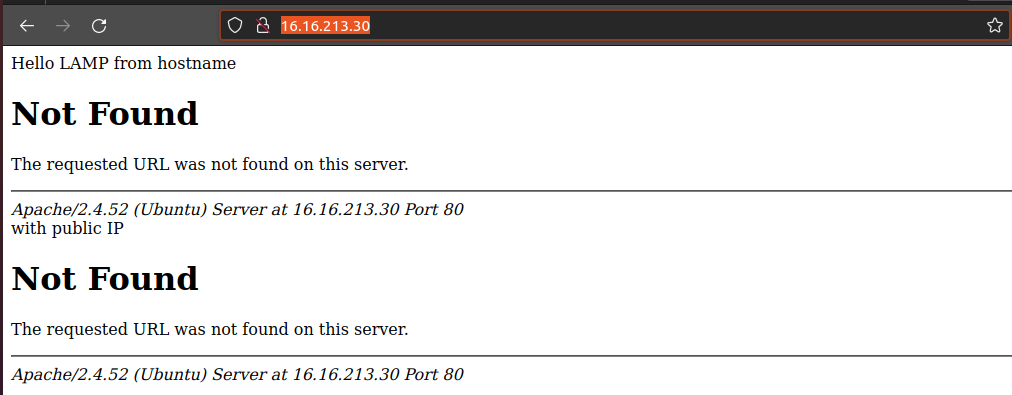 16.16.213.30
Hello LAMP from hostname
Not Found
The requested URL was not found on this server.
Apache/2.4.52 (Ubuntu) Server at 16.16.213.30 Port 80
with public IP
Not Found
The requested URL was not found on this server.
Apache/2.4.52 (Ubuntu) Server at 16.16.213.30 Port 80